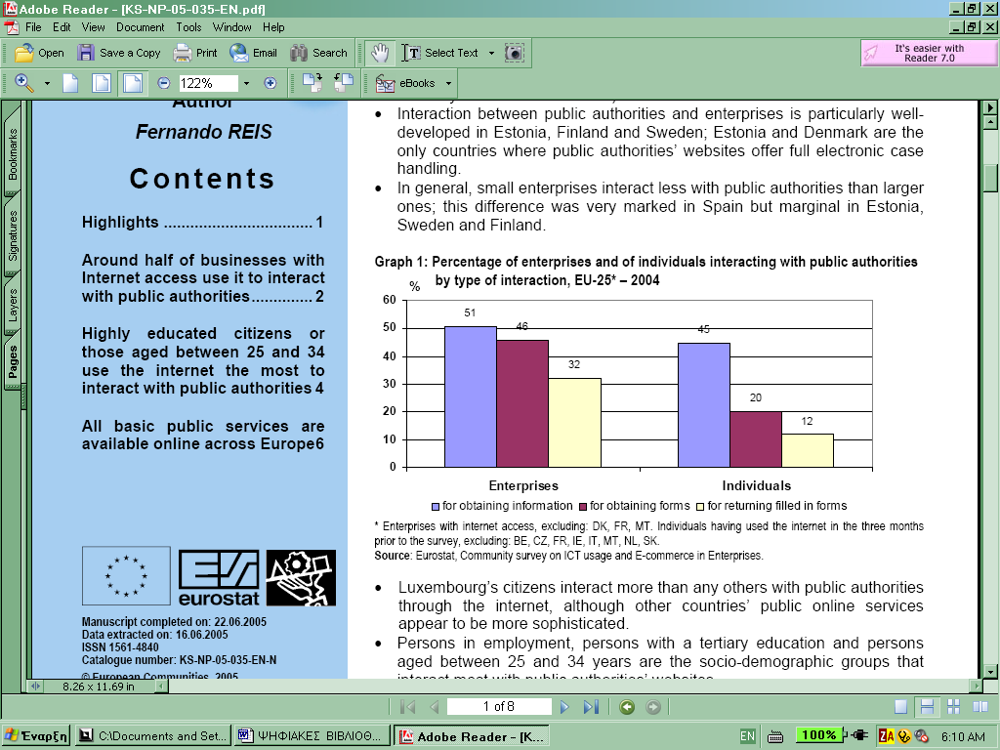 Adobe Reader - [KS-NP-05-035-EN.pdf]
File Edit View Document Tools Window Help
Open Save a Copy Print Email Search Select Text
It's easier with
Reader 7.0
122% eBooks
Bookmarks
Signatures
Layers
Pages
Author
Fernando REIS
Contents
Highlights ................................. 1
Around half of businesses with
Internet access use it to interact
with public authorities.............. 2
Highly educated citizens or
those aged between 25 and 34
use the internet the most to
interact with public authorities 4
All basic public services are
available online across Europe6
eurostat
Manuscript completed on: 22.06.2005
Data extracted on: 16.06.2005
ISSN 1561-4840
Catalogue number: KS-NP-05-035-EN-N
© European Communities, 2005
• Interaction between public authorities and enterprises is particularly well-
developed in Estonia, Finland and Sweden; Estonia and Denmark are the
only countries where public authorities' websites offer full electronic case
handling.
• In general, small enterprises interact less with public authorities than larger
ones; this difference was very marked in Spain but marginal in Estonia,
Sweden and Finland.
Graph 1: Percentage of enterprises and of individuals interacting with public authorities
by type of interaction, EU-25* – 2004
%
60
50
40
30
20
10
0
51
46
32
45
20
12
Enterprises Individuals
for obtaining information for obtaining forms for returning filled in forms
* Enterprises with internet access, excluding: DK, FR, MT. Individuals having used the internet in the three months
prior to the survey, excluding: BE, CZ, FR, IE, IT, MT, NL, SK.
Source: Eurostat, Community survey on ICT usage and E-commerce in Enterprises.
• Luxembourg's citizens interact more than any others with public authorities
through the internet, although other countries' public online services
appear to be more sophisticated.
• Persons in employment, persons with a tertiary education and persons
aged between 25 and 34 years are the socio-demographic groups that
interact most with public authorities' websites.
8.26 x 11.69 in
1 of 8
Έναρξη C:\Documents and Set... ΨΗΦΙΑΚΕΣ ΒΙΒΛΙΟΘ... Adobe Reader - [K... EN 100% ZA 6:10 AM